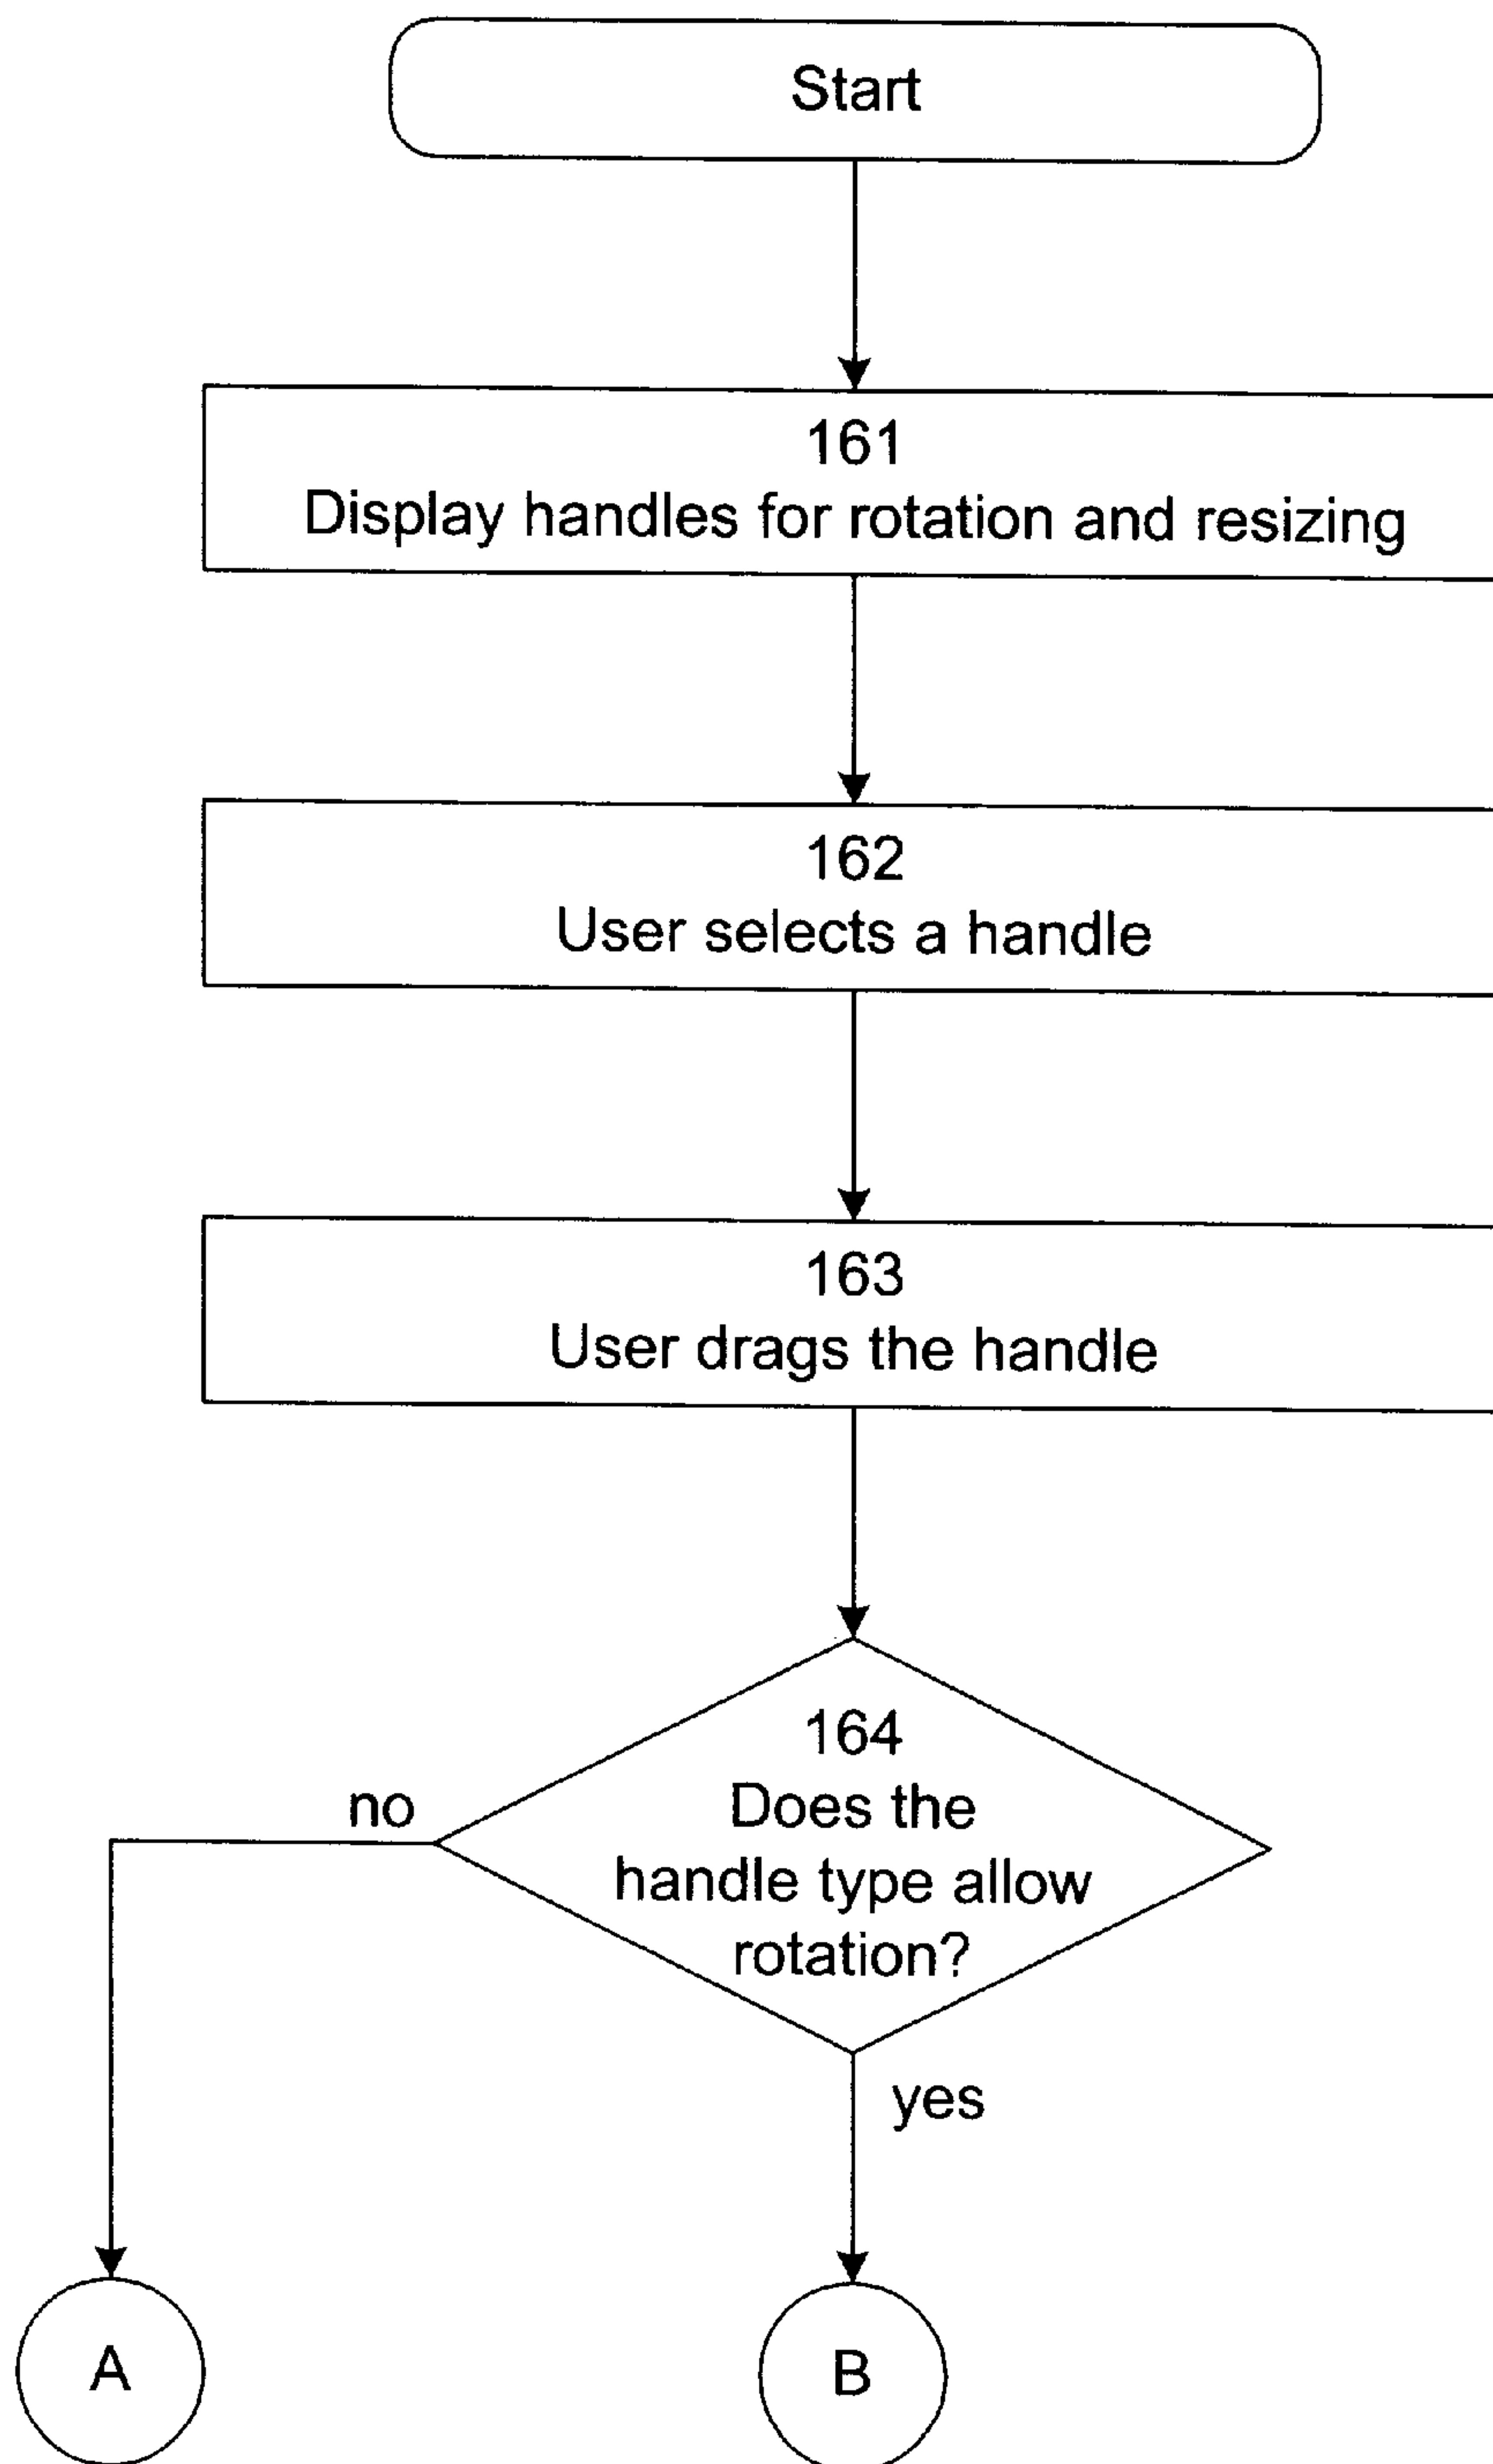 Start
161
Display handles for rotation and resizing
162
User selects a handle
163
User drags the handle
164
Does the
handle type allow
rotation?
no
yes
A
B